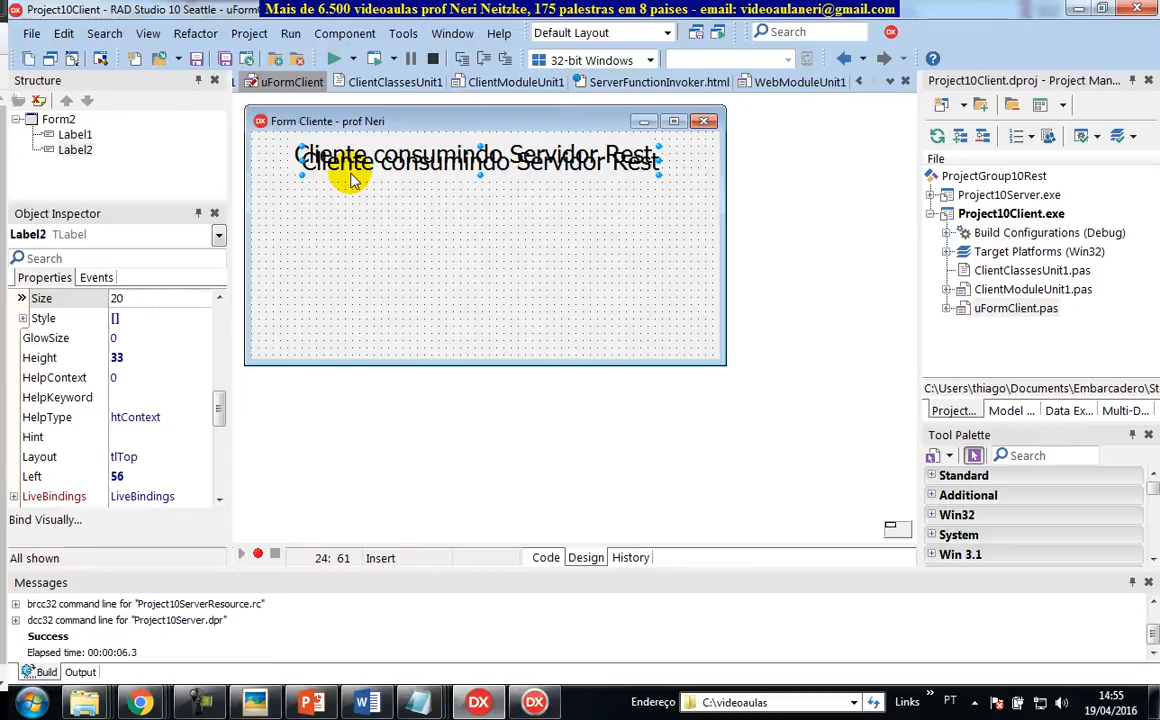 Project10Client - RAD Studio 10 Seattle - uForm
Mais de 6.500 videoaulas prof Neri Neitzke, 175 palestras em 8 paises - email: videoaulaneri@gmail.com
File Edit Search View Refactor Project Run Component Tools Window Help
Default Layout
Search
32-bit Windows
Structure
uFormClient ClientClassesUnit1 ClientModuleUnit1 ServerFunctionInvoker.html WebModuleUnit1
Form2
Label1
Label2
Form Cliente - prof Neri
Cliente consumindo Servidor Rest
Cliente consumindo Servidor Rest
Object Inspector
Label2 TLabel
Search
Properties Events
Size 20
Style []
GlowSize 0
Height 33
HelpContext 0
HelpKeyword
HelpType htContext
Hint
Layout tlTop
Left 56
LiveBindings LiveBindings
Bind Visually...
All shown
24: 61 Insert
Code Design History
Project10Client.dproj - Project Man...
File
ProjectGroup10Rest
Project10Server.exe
Project10Client.exe
Build Configurations (Debug)
Target Platforms (Win32)
ClientClassesUnit1.pas
ClientModuleUnit1.pas
uFormClient.pas
C:\Users\thiago\Documents\Embarcadero\St
Project... Model ... Data Ex... Multi-D...
Tool Palette
Search
Standard
Additional
Win32
System
Win 3.1
Messages
brcc32 command line for "Project10ServerResource.rc"
dcc32 command line for "Project10Server.dpr"
Success
Elapsed time: 00:00:06.3
Build Output
Endereço C:\videoaulas Links » PT
14:55
19/04/2016